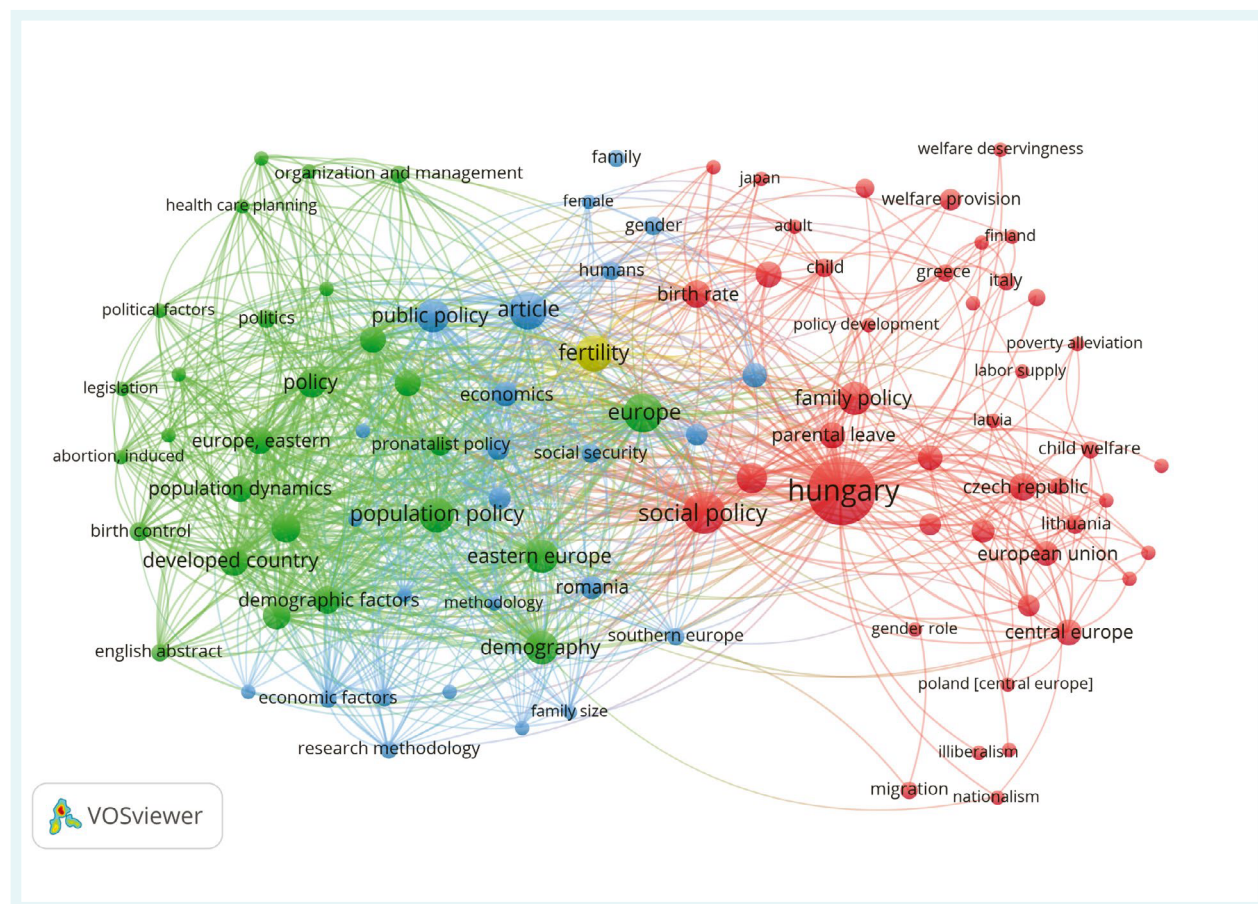 welfare deservingness
family
organization and management
japan
health care planning
female
welfare provision
gender
adult
finland
humans
child
greece
italy
birth rate
political factors
politics
public policy
article
policy development
fertility
poverty alleviation
labor supply
legislation
policy
economics
family policy
europe
latvia
europe, eastern
pronatalist policy
parental leave
abortion, induced
social security
child welfare
population dynamics
hungary
czech republic
population policy
social policy
birth control
lithuania
developed country
eastern europe
european union
romania
demographic factors
methodology
gender role
central europe
southern europe
english abstract
demography
poland [central europe]
economic factors
family size
research methodology
illiberalism
migration
nationalism
VOSviewer